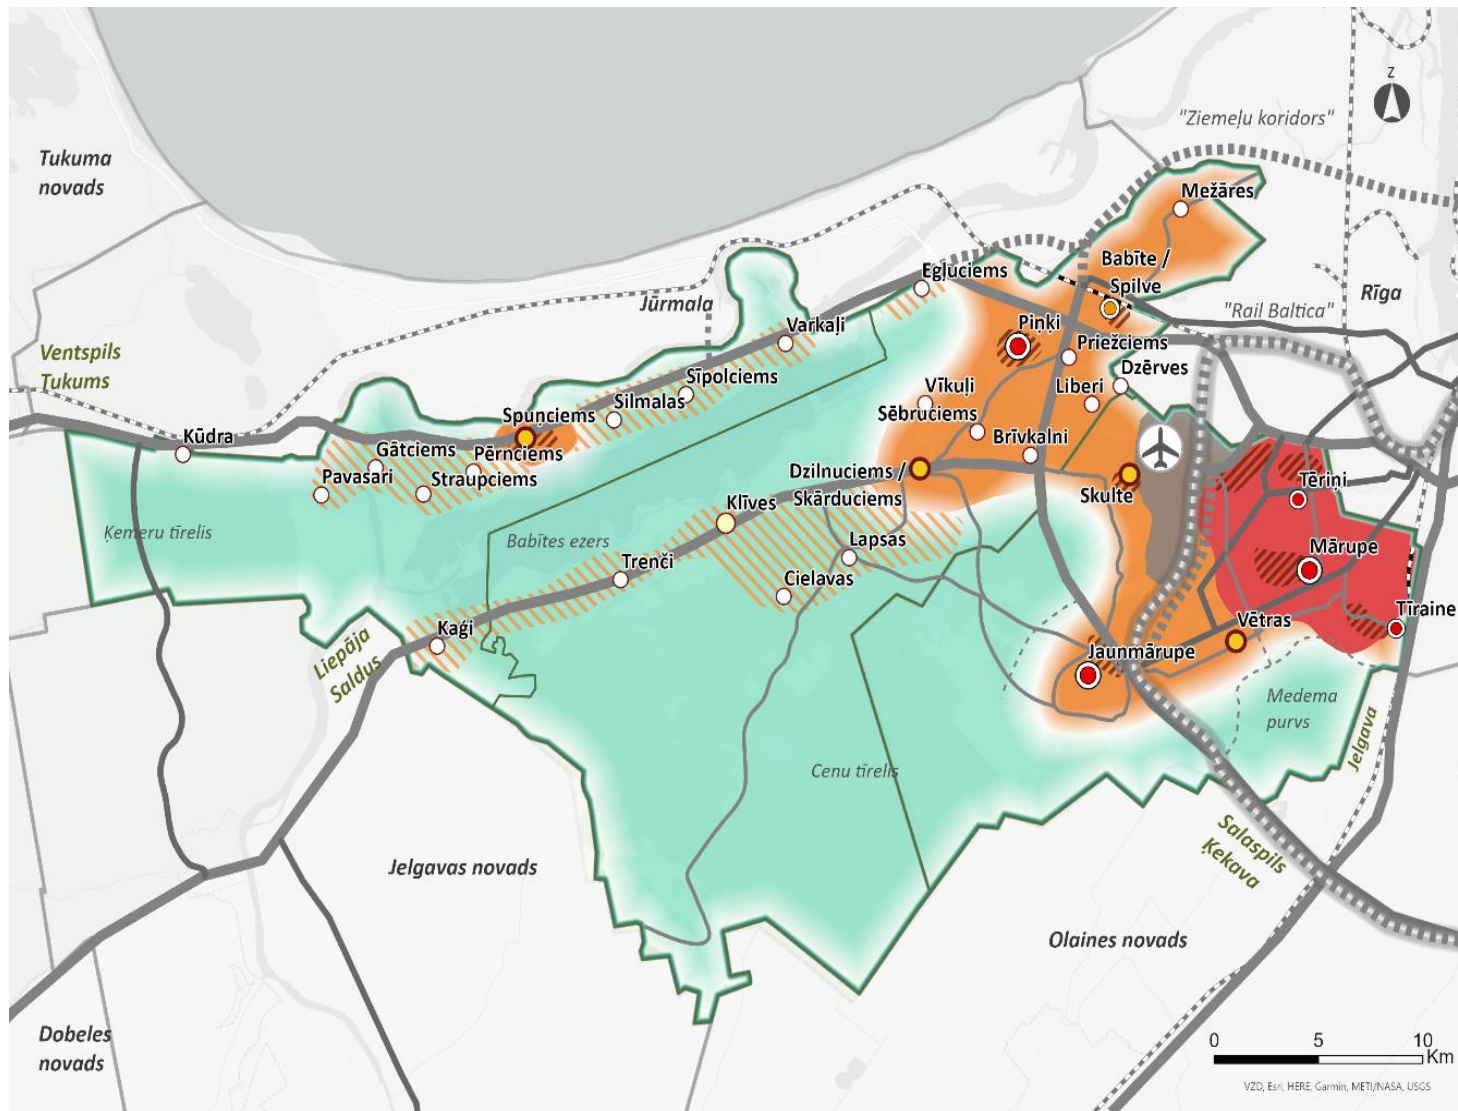 Z
"Ziemeļu koridors"
Tukuma
novads
Mežāres
Babīte /
Spilve
Egļuciems
Jūrmala
Rīga
"Rail Baltica"
Varkaļi
Piņķi
Priežciems
Ventspils
Tukums
Dzērves
Sīpolciems
Vīkuļi
Liberi
Silmalas
Sēbruciems
Spuņciems
Kūdra
Gātciems
Pērnciems
Brīvkalni
Pavasari
Straupciems
Dzilnuciems /
Skārduciems
Skulte
Tēriņi
Klīves
Ķemeru tīrelis
Babītes ezers
Lapsas
Mārupe
Trenči
Cielavas
Tīraine
Vētras
Kaģi
Liepāja
Saldus
Jaunmārupe
Medema
purvs
Jelgava
Cenu tīrelis
Salaspils
Ķekava
Jelgavas novads
Olaines novads
Dobeles
novads
0 5 10
Km
VZD, Esri, HERE, Garmin, METI/NASA, USGS